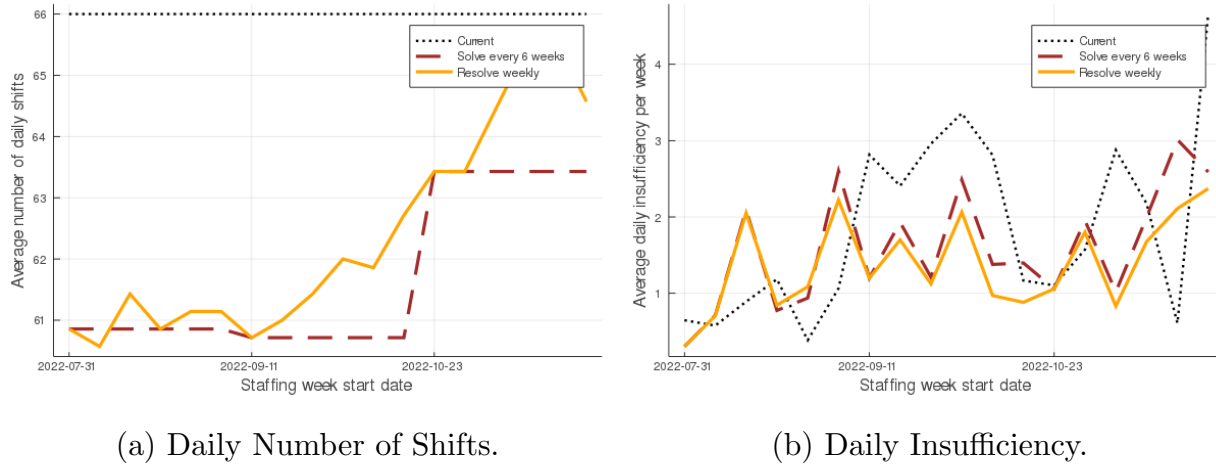 66
65
64
63
62
61
Average number of daily shifts
Current
Solve every 6 weeks
Resolve weekly
2022-07-31
2022-09-11
2022-10-23
Staffing week start date
(a) Daily Number of Shifts.
4
3
2
1
Average daily insufficiency per week
Current
Solve every 6 weeks
Resolve weekly
2022-07-31
2022-09-11
2022-10-23
Staffing week start date
(b) Daily Insufficiency.